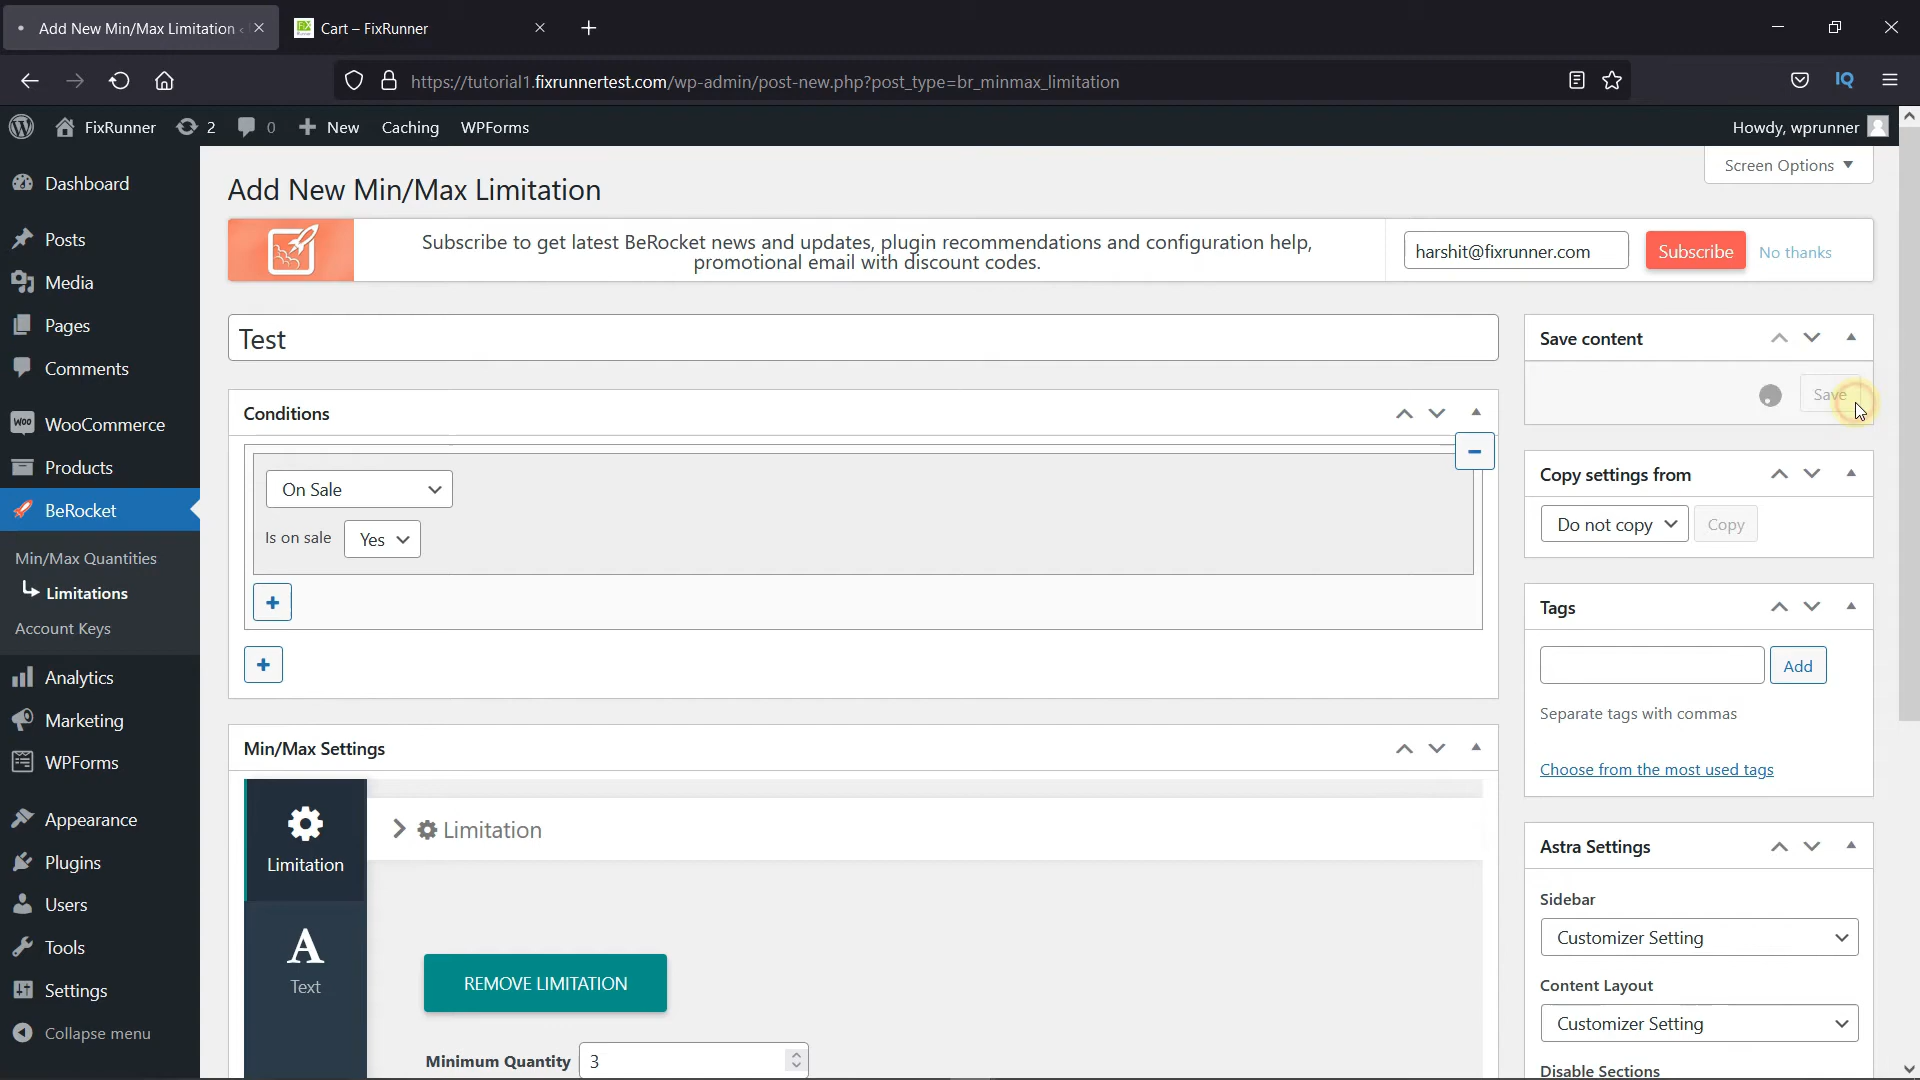 Add New Min/Max Limitation ‹
Cart – FixRunner
https://tutorial1.fixrunnertest.com/wp-admin/post-new.php?post_type=br_minmax_limitation
IQ
FixRunner
2
0
New
Caching
WPForms
Howdy, wprunner
Screen Options
Dashboard
Posts
Media
Pages
Comments
WooCommerce
Products
BeRocket
Min/Max Quantities
Limitations
Account Keys
Analytics
Marketing
WPForms
Appearance
Plugins
Users
Tools
Settings
Collapse menu
Add New Min/Max Limitation
Subscribe to get latest BeRocket news and updates, plugin recommendations and configuration help,
promotional email with discount codes.
harshit@fixrunner.com
Subscribe
No thanks
Test
Conditions
On Sale
Is on sale
Yes
Min/Max Settings
Limitation
Text
Limitation
REMOVE LIMITATION
Minimum Quantity
3
Save content
Save
Copy settings from
Do not copy
Copy
Tags
Add
Separate tags with commas
Choose from the most used tags
Astra Settings
Sidebar
Customizer Setting
Content Layout
Customizer Setting
Disable Sections